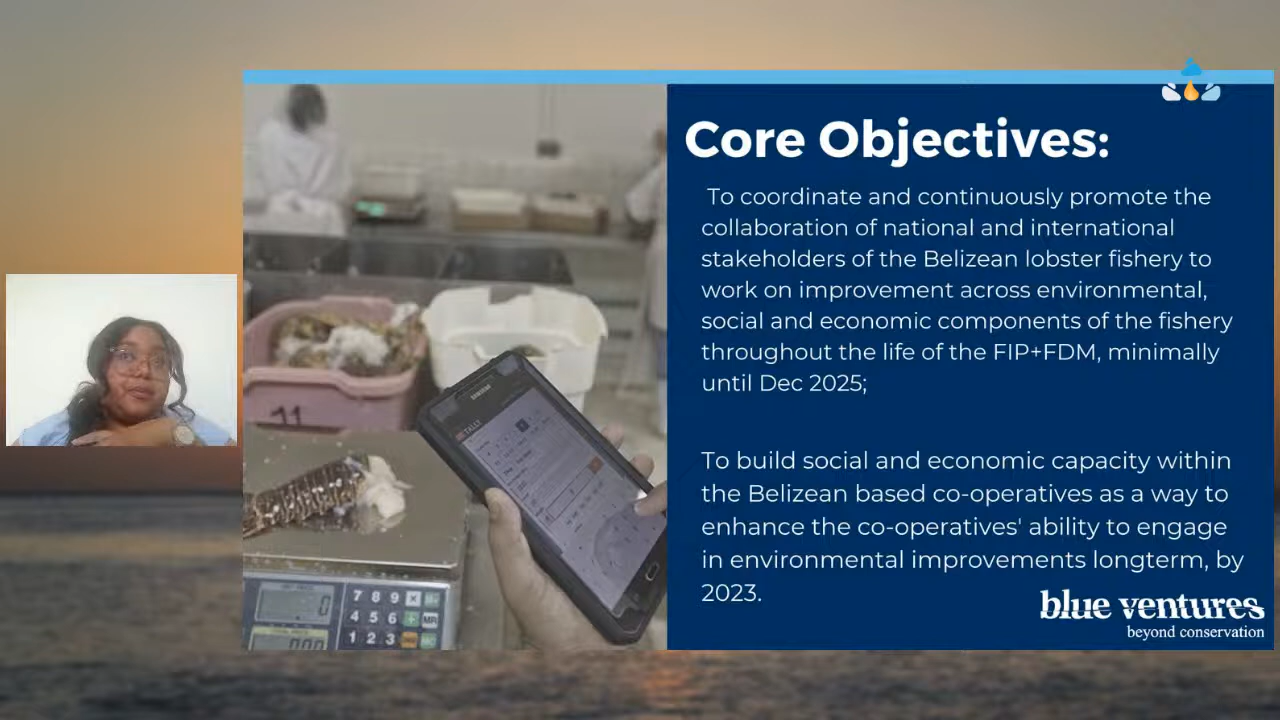 Core Objectives:
To coordinate and continuously promote the
collaboration of national and international
stakeholders of the Belizean lobster fishery to
work on improvement across environmental,
social and economic components of the fishery
throughout the life of the FIP+FDM, minimally
until Dec 2025;
To build social and economic capacity within
the Belizean based co-operatives as a way to
enhance the co-operatives' ability to engage
in environmental improvements longterm, by
2023.
blue ventures
beyond conservation
11
SAMSUNG
TALLY
0
7 8 9 ×
4 5 6 + MR
1 2 3
000